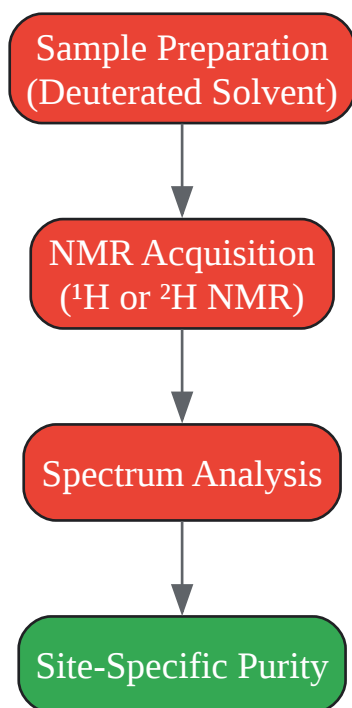 Sample Preparation
(Deuterated Solvent)
NMR Acquisition
(¹H or ²H NMR)
Spectrum Analysis
Site-Specific Purity